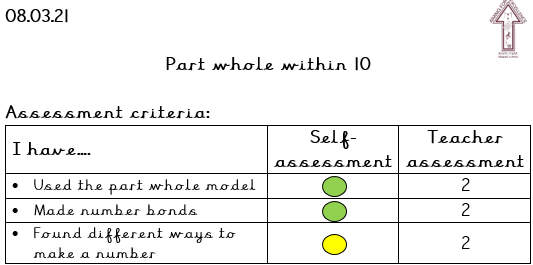 08.03.21
Part whole within 10
Assessment criteria:
I have.... Self-assessment Teacher assessment
• Used the part whole model 2
• Made number bonds 2
• Found different ways to
make a number 2